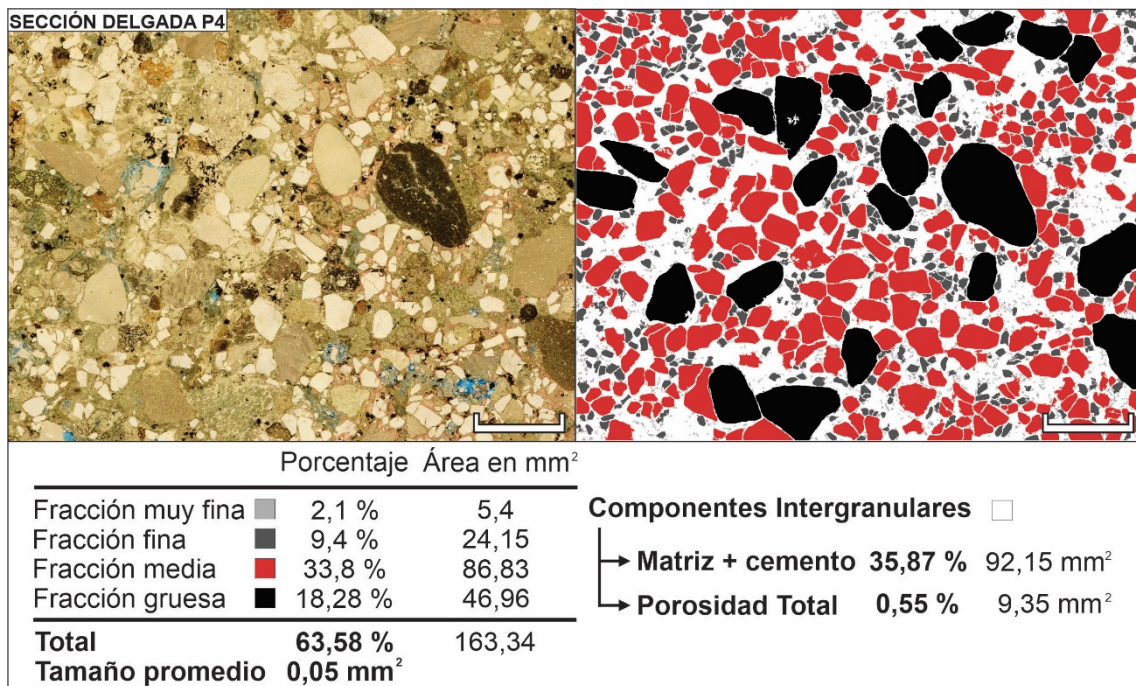 SECCIÓN DELGADA P4
Porcentaje Área en mm²
Fracción muy fina 2,1 % 5,4
Fracción fina 9,4 % 24,15
Fracción media 33,8 % 86,83
Fracción gruesa 18,28 % 46,96
Total 63,58 % 163,34
Tamaño promedio 0,05 mm²
Componentes Intergranulares
Matriz + cemento 35,87 % 92,15 mm²
Porosidad Total 0,55 % 9,35 mm²